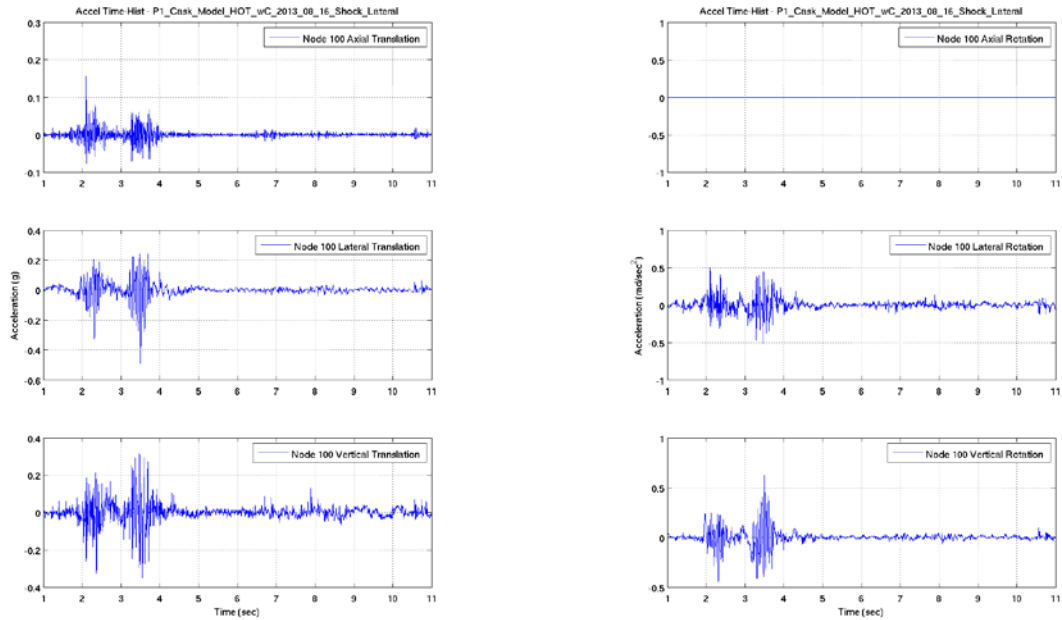 Accel Time-Hist - P1_Cask_Model_HOT_wC_2013_08_16_Shock_Lateral
0.3
0.2
0.1
0
-0.1
Node 100 Axial Translation
1 2 3 4 5 6 7 8 9 10 11
0.4
0.2
0
-0.2
-0.4
-0.6
Acceleration (g)
Node 100 Lateral Translation
1 2 3 4 5 6 7 8 9 10 11
0.4
0.2
0
-0.2
-0.4
Node 100 Vertical Translation
1 2 3 4 5 6 7 8 9 10 11
Time (sec)
Accel Time-Hist - P1_Cask_Model_HOT_wC_2013_08_16_Shock_Lateral
1
0.5
0
-0.5
-1
Node 100 Axial Rotation
1 2 3 4 5 6 7 8 9 10 11
1
0.5
0
-0.5
-1
Acceleration (rad/sec²)
Node 100 Lateral Rotation
1 2 3 4 5 6 7 8 9 10 11
1
0.5
0
-0.5
Node 100 Vertical Rotation
1 2 3 4 5 6 7 8 9 10 11
Time (sec)